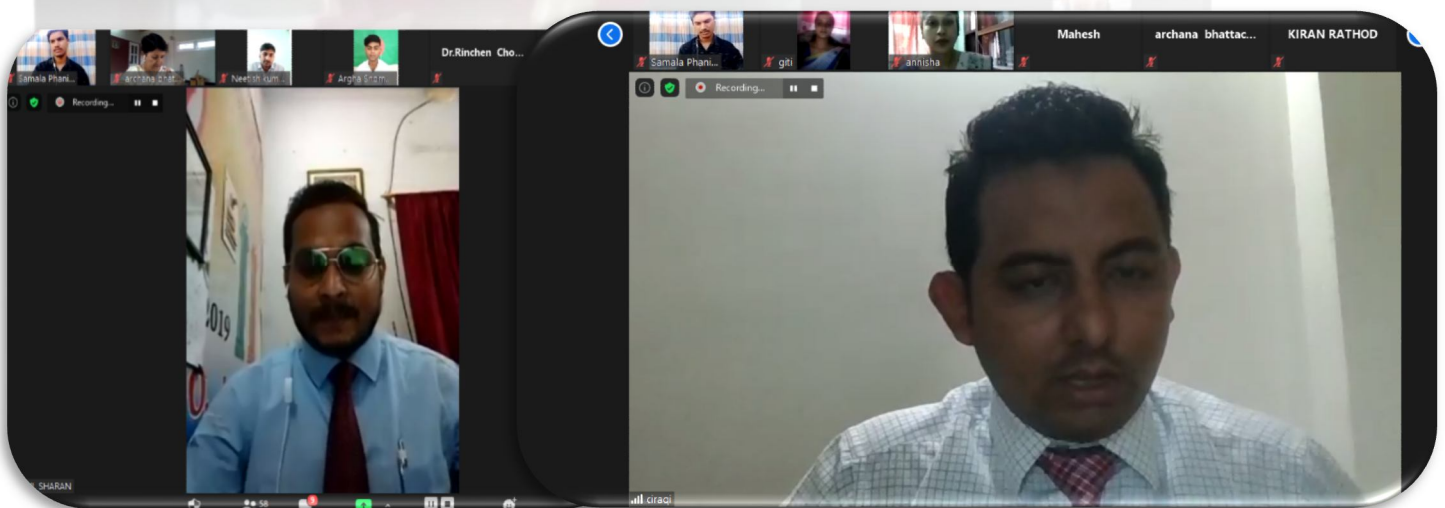 Samala Phani...
archana bhat...
Neetish kum...
Dr.Rinchen Cho...
Recording...
2019
SHARAN
58
9
Samala Phani...
giti
annisha
Mahesh
archana bhattac...
KIRAN RATHOD
Recording...
ciraqi